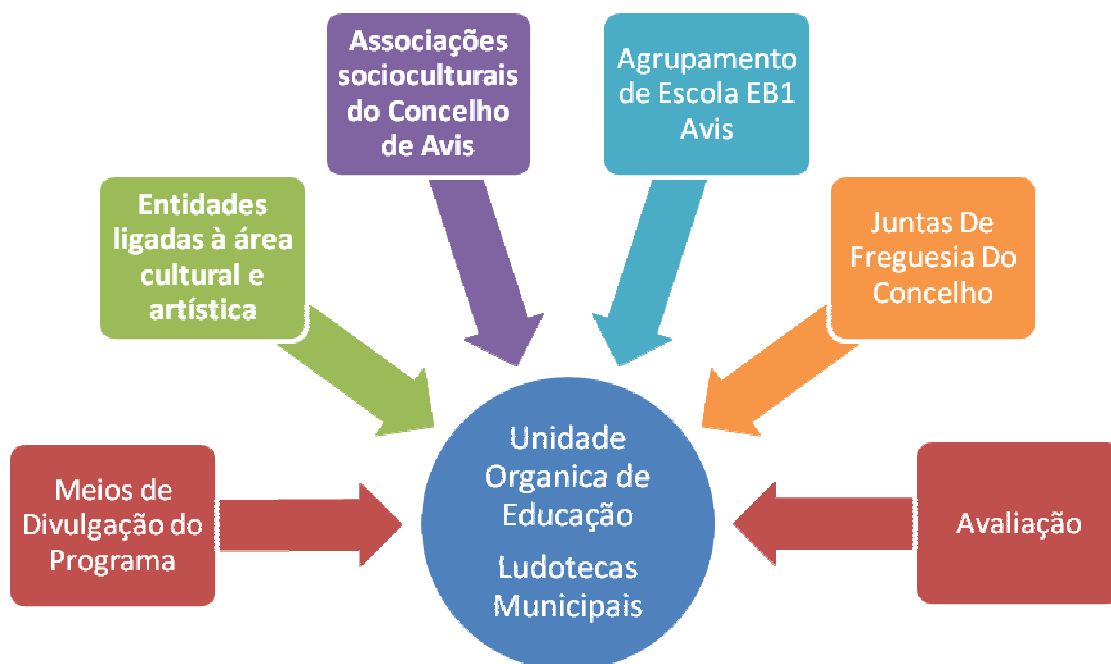 Associações
socioculturais
do Concelho
de Avis
Agrupamento
de Escola EB1
Avis
Entidades
ligadas à área
cultural e
artística
Juntas De
Freguesia Do
Concelho
Meios de
Divulgação do
Programa
Unidade
Organica de
Educação
Ludotecas
Municipais
Avaliação